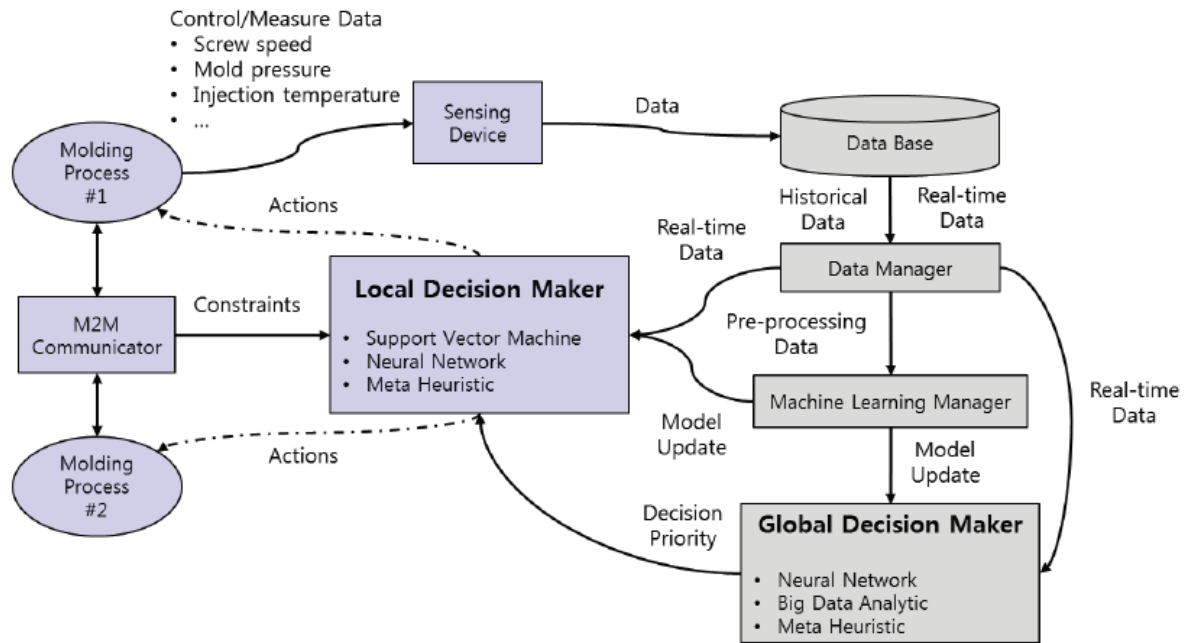 Control/Measure Data
• Screw speed
• Mold pressure
• Injection temperature
• ...
Sensing
Device
Data
Data Base
Molding
Process
#1
Actions
Historical
Data
Real-time
Data
Real-time
Data
Data Manager
Local Decision Maker
• Support Vector Machine
• Neural Network
• Meta Heuristic
Constraints
M2M
Communicator
Pre-processing
Data
Machine Learning Manager
Real-time
Data
Model
Update
Model
Update
Actions
Molding
Process
#2
Decision
Priority
Global Decision Maker
• Neural Network
• Big Data Analytic
• Meta Heuristic